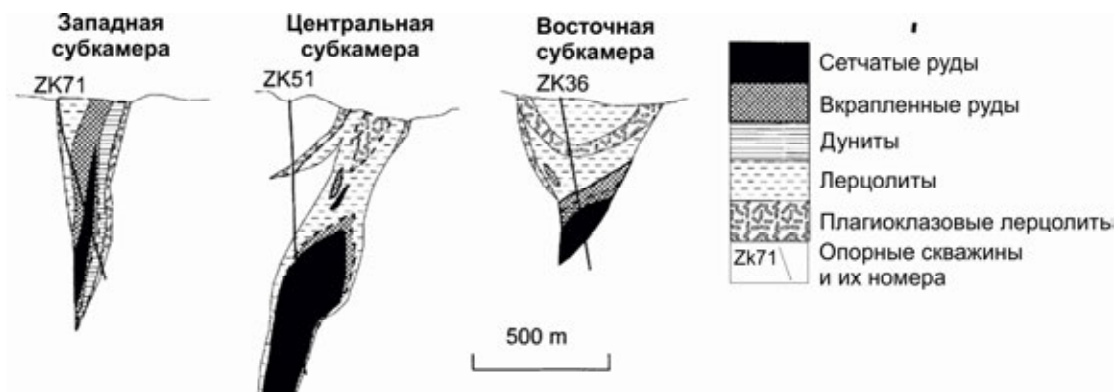 Западная
субкамера
Центральная
субкамера
Восточная
субкамера
ZK71
ZK51
ZK36
500 m
Сетчатые руды
Вкрапленные руды
Дуниты
Лерцолиты
Плагиоклазовые лерцолиты
Zk71
Опорные скважины
и их номера